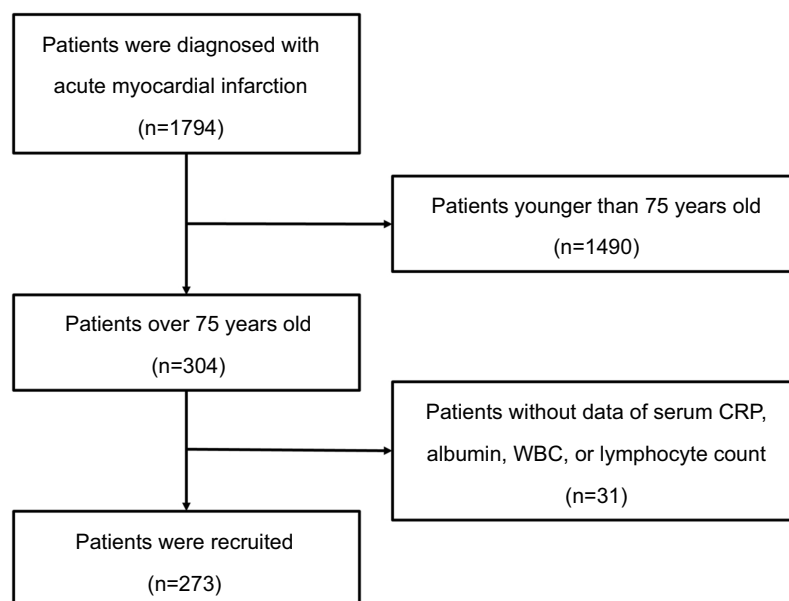 Patients were diagnosed with
acute myocardial infarction
(n=1794)
Patients younger than 75 years old
(n=1490)
Patients over 75 years old
(n=304)
Patients without data of serum CRP,
albumin, WBC, or lymphocyte count
(n=31)
Patients were recruited
(n=273)